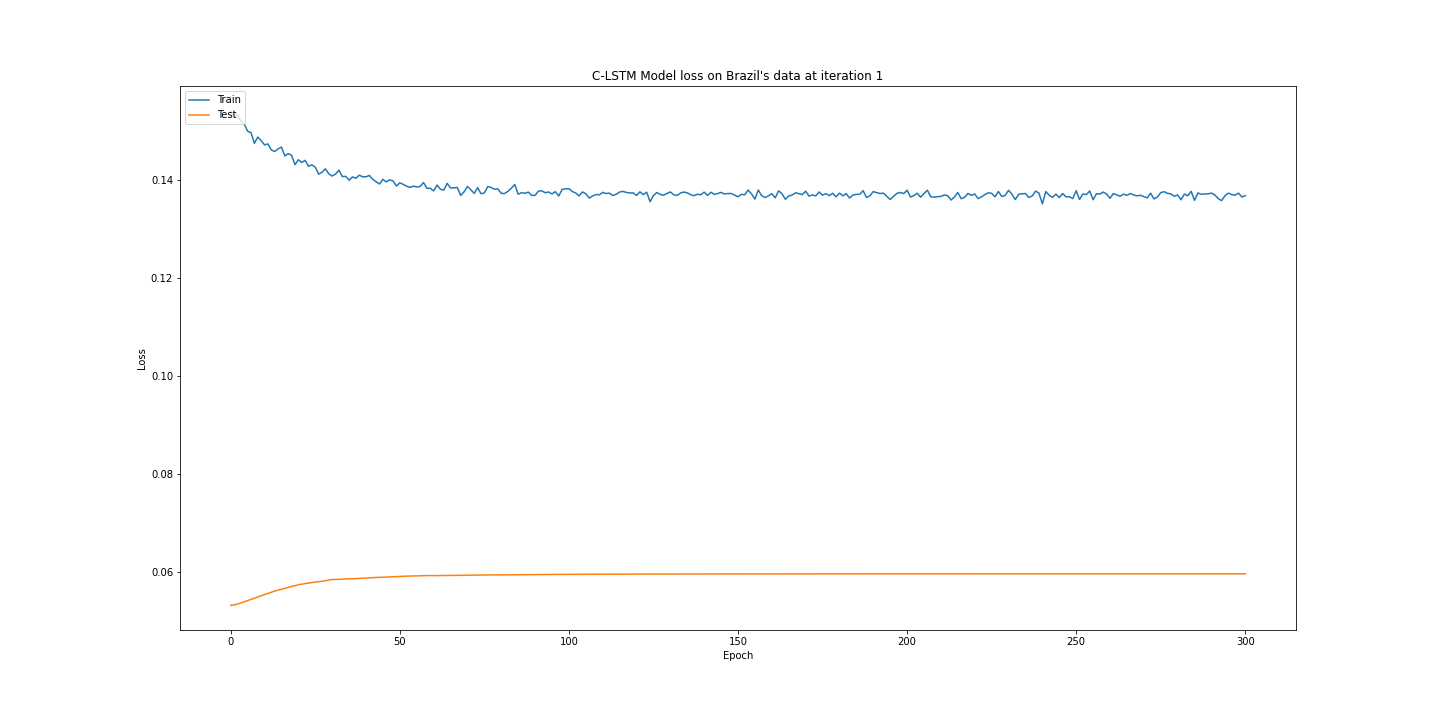 C-LSTM Model loss on Brazil's data at iteration 1
Train
Test
0.14
0.12
0.10
0.08
0.06
Loss
0 50 100 150 200 250 300
Epoch